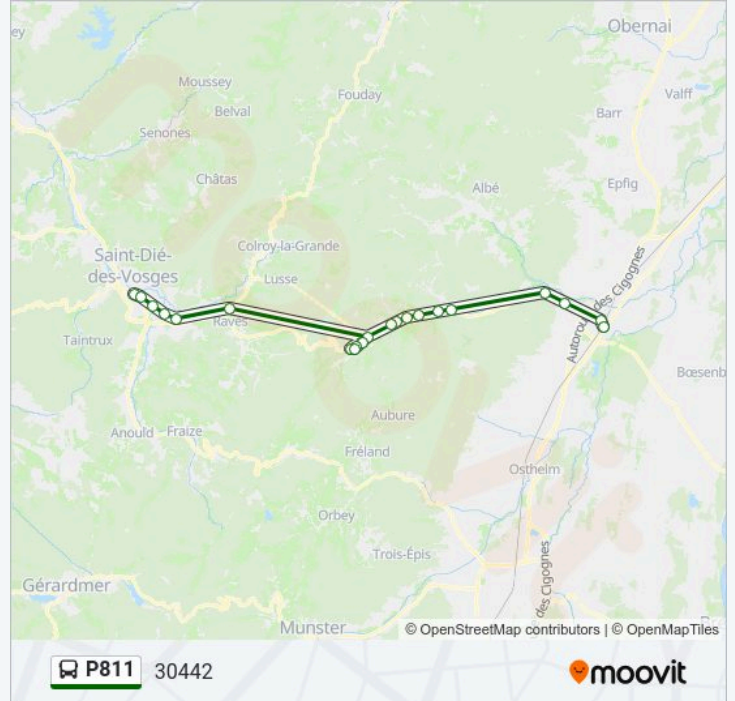 ey
Obernai
Moussey
Fouday
Valff
Belval
Barr
Senones
Châtas
Albé
Epfig
Saint-Dié-
des-Vosges
Colroy-la-Grande
Lusse
Autoroute des Cigognes
Raves
Taintrux
Bœsenb
Aubure
Anould
Fraize
Fréland
Ostheim
Orbey
Trois-Épis
des Cigognes
Gérardmer
Munster
© OpenStreetMap contributors | © OpenMapTiles
P811
30442
moovit